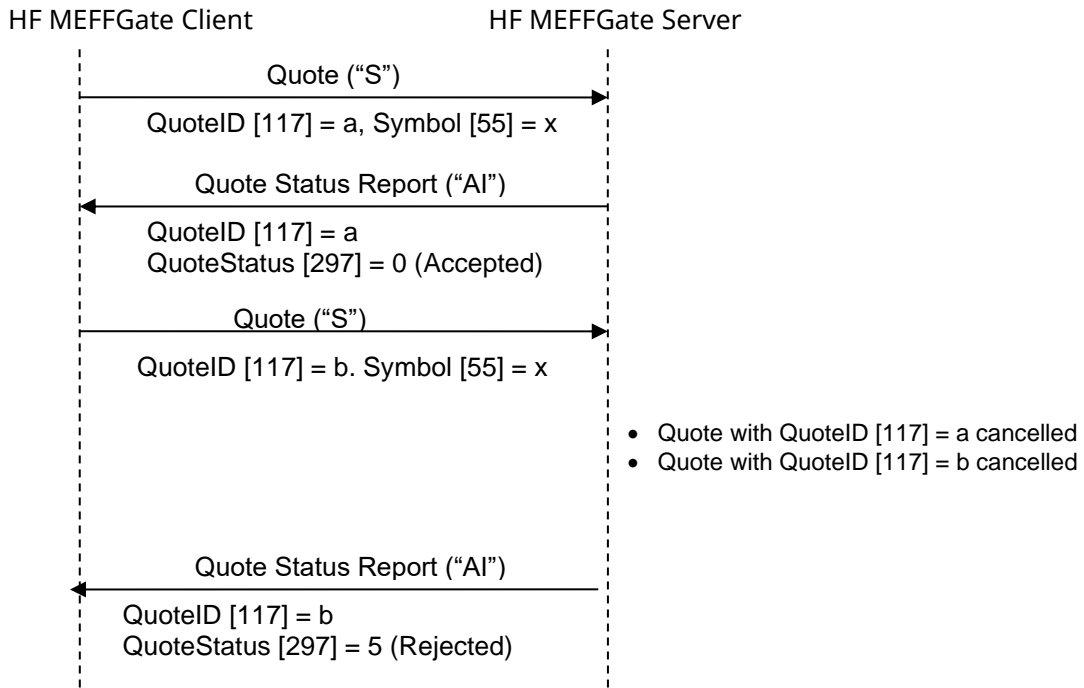 HF MEFFGate Client
HF MEFFGate Server
Quote (“S”)
QuoteID [117] = a, Symbol [55] = x
Quote Status Report (“AI”)
QuoteID [117] = a
QuoteStatus [297] = 0 (Accepted)
Quote (“S”)
QuoteID [117] = b. Symbol [55] = x
• Quote with QuoteID [117] = a cancelled
• Quote with QuoteID [117] = b cancelled
Quote Status Report (“AI”)
QuoteID [117] = b
QuoteStatus [297] = 5 (Rejected)